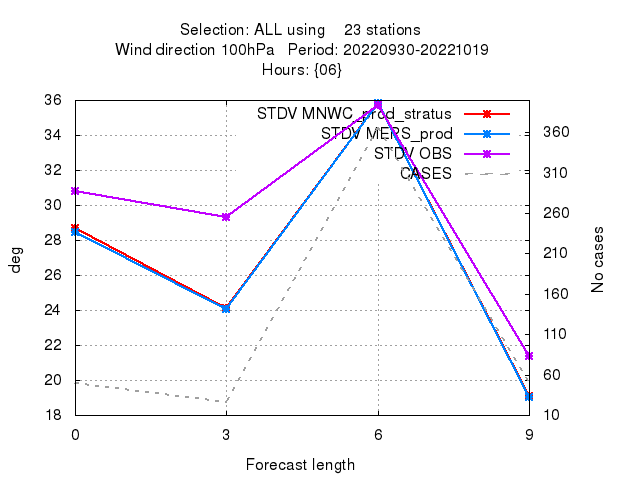 Selection: ALL using 23 stations
Wind direction 100hPa Period: 20220930-20221019
Hours: {06}
36
34
32
30
28
26
24
22
20
18
360
310
260
210
160
110
60
10
STDV MNWC_prod_stratus
STDV MEPS_prod
STDV OBS
CASES
deg
No cases
0
3
6
9
Forecast length